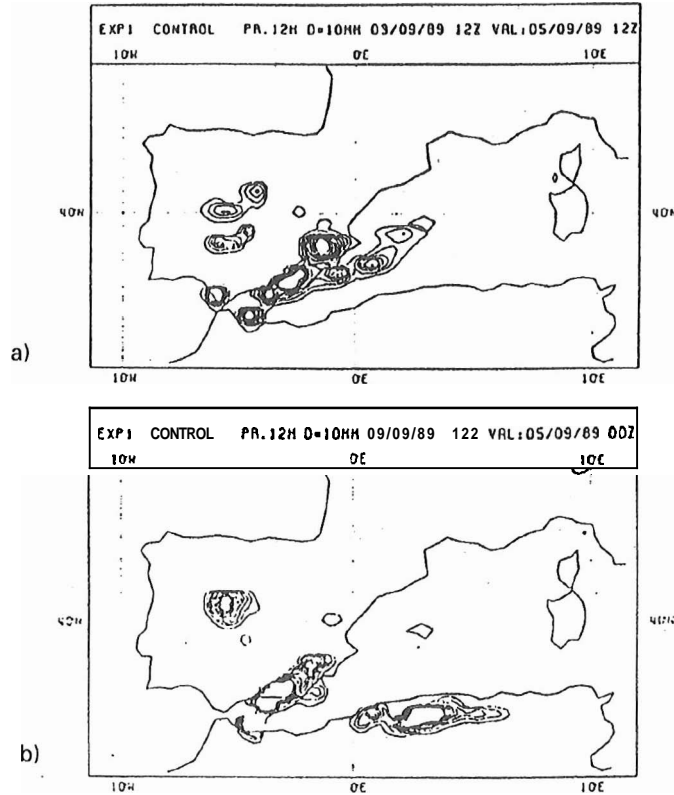 EXP1 CONTROL PR.12H D=10MM 03/09/89 12Z VAL:05/09/89 12Z
10W 0E 10E
40N 40N
a)
10W 0E 10E
EXP1 CONTROL PR.12H D=10MM 09/09/89 122 VAL:05/09/89 00Z
10W 0E 10E
40N 40N
b)
10W 0E 10E